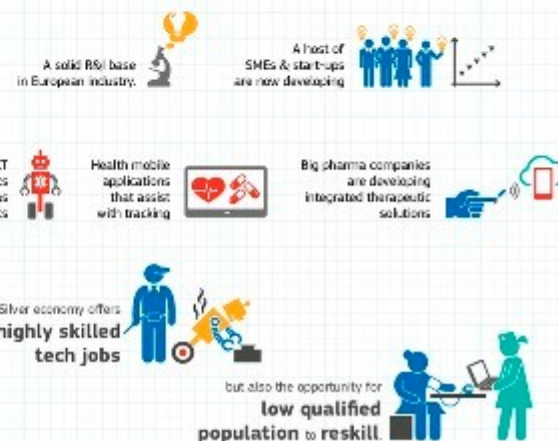 A solid R&I base
in European industry.
A host of
SMEs & start-ups
are now developing
Health mobile
applications
that assist
with tracking
Big pharma companies
are developing
integrated therapeutic
solutions
Silver economy offers
highly skilled
tech jobs
but also the opportunity for
low qualified
population to reskill.